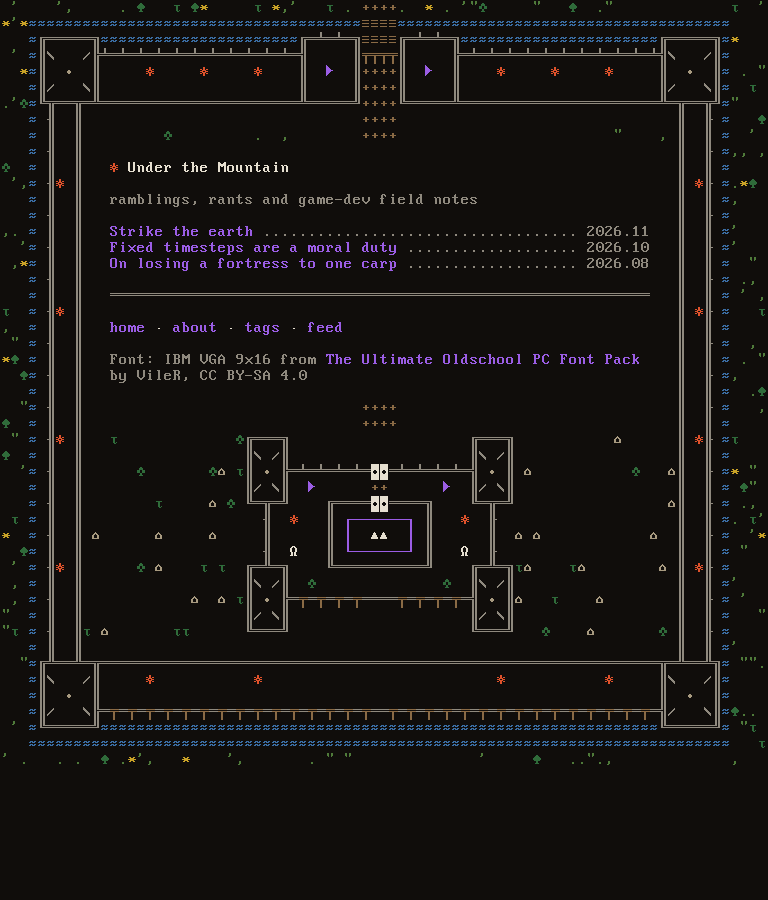 Under the Mountain
ramblings, rants and game-dev field notes
Strike the earth ................................... 2026.11
Fixed timesteps are a moral duty ................... 2026.10
On losing a fortress to one carp ................... 2026.08
home · about · tags · feed
Font: IBM VGA 9x16 from The Ultimate Oldschool PC Font Pack
by VileR, CC BY-SA 4.0